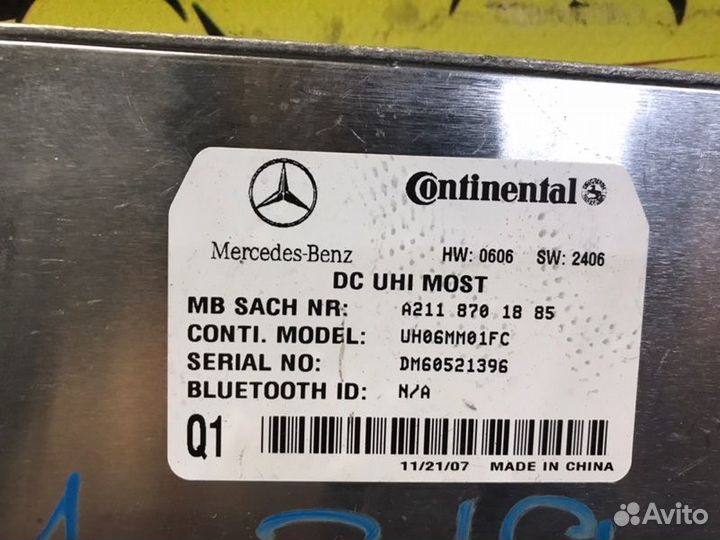 Mercedes-Benz
Continental
HW: 0606 SW: 2406
DC UHI MOST
MB SACH NR: A211 870 18 85
CONTI. MODEL: UH06MM01FC
SERIAL NO: DM60521396
BLUETOOTH ID: N/A
Q1
11/21/07 MADE IN CHINA
Avito